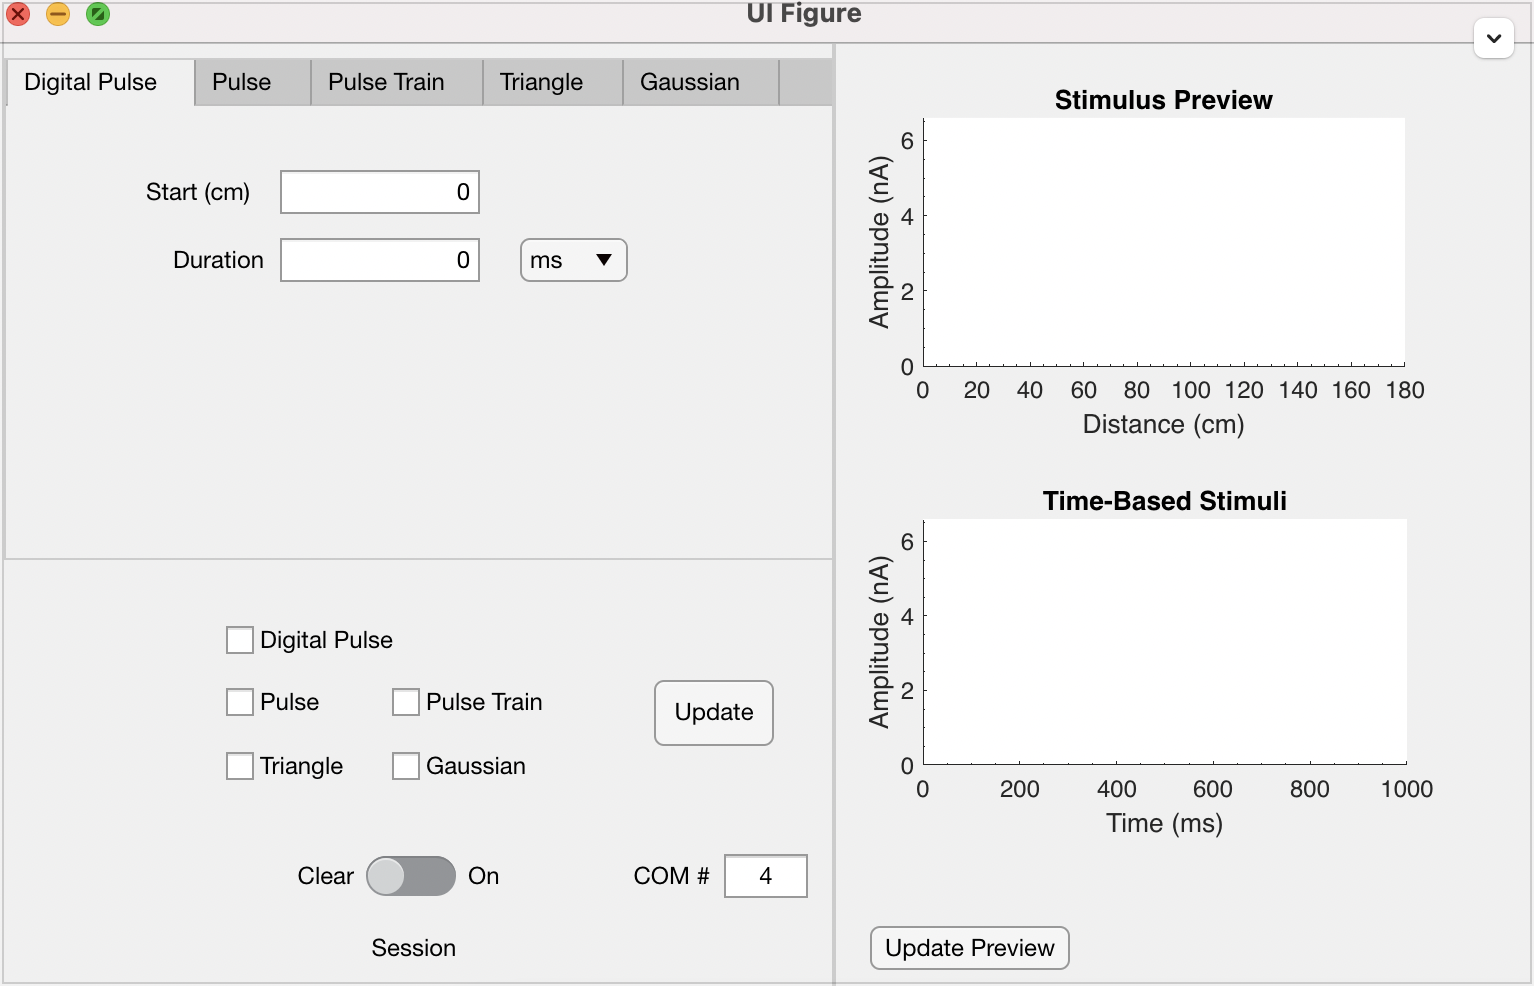 UI Figure
Digital Pulse
Pulse
Pulse Train
Triangle
Gaussian
Start (cm)
0
Duration
0
ms
Digital Pulse
Pulse
Pulse Train
Triangle
Gaussian
Update
Clear
On
COM #
4
Session
Stimulus Preview
Amplitude (nA)
6
4
2
0
0 20 40 60 80 100 120 140 160 180
Distance (cm)
Time-Based Stimuli
Amplitude (nA)
6
4
2
0
0 200 400 600 800 1000
Time (ms)
Update Preview